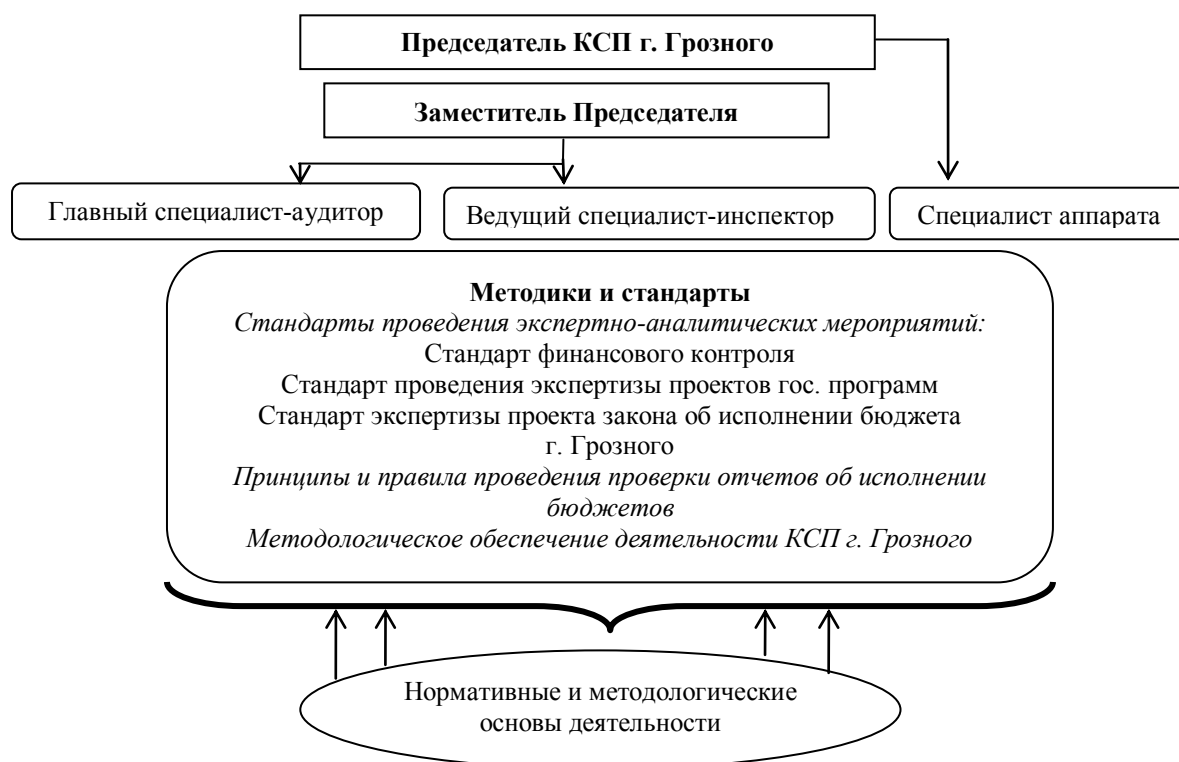 Председатель КСП г. Грозного
Заместитель Председателя
Главный специалист-аудитор
Ведущий специалист-инспектор
Специалист аппарата
Методики и стандарты
Стандарты проведения экспертно-аналитических мероприятий:
Стандарт финансового контроля
Стандарт проведения экспертизы проектов гос. программ
Стандарт экспертизы проекта закона об исполнении бюджета
г. Грозного
Принципы и правила проведения проверки отчетов об исполнении
бюджетов
Методологическое обеспечение деятельности КСП г. Грозного
Нормативные и методологические
основы деятельности